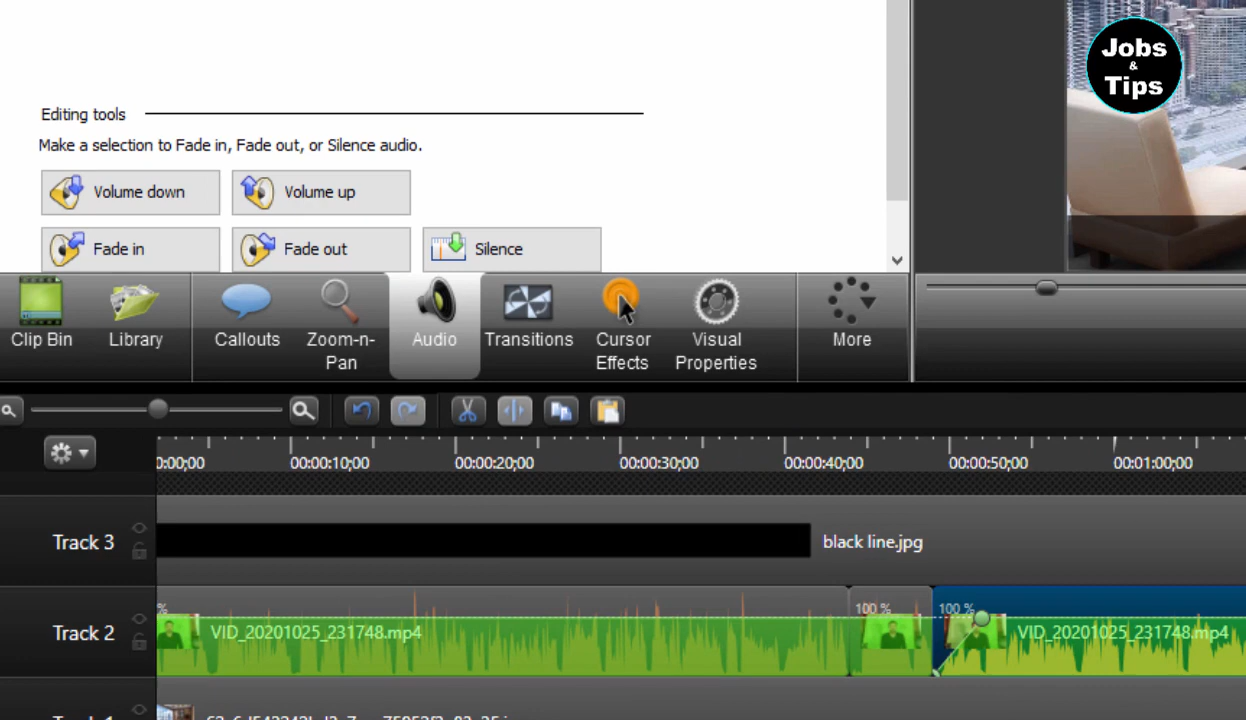 Jobs
&
Tips
Editing tools
Make a selection to Fade in, Fade out, or Silence audio.
Volume down
Volume up
Fade in
Fade out
Silence
Clip Bin
Library
Callouts
Zoom-n-
Pan
Audio
Transitions
Cursor
Effects
Visual
Properties
More
0:00;00 00:00:10;00 00:00:20;00 00:00:30;00 00:00:40;00 00:00:50;00 00:01:00;00
Track 3
black line.jpg
Track 2
%
VID_20201025_231748.mp4
100 %
100 %
VID_20201025_231748.mp4